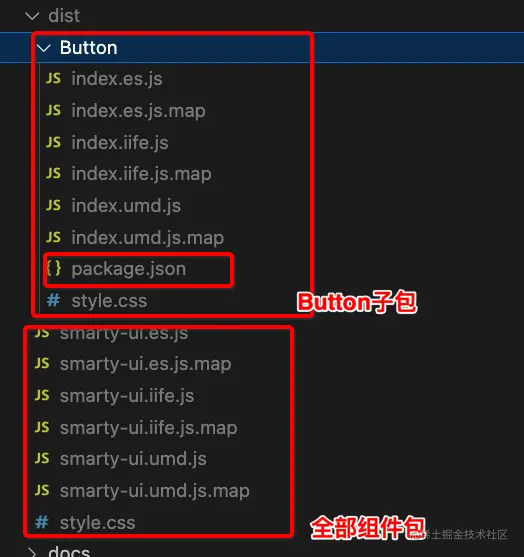 dist
Button
JS index.es.js
JS index.es.js.map
JS index.iife.js
JS index.iife.js.map
JS index.umd.js
JS index.umd.js.map
{} package.json
# style.css
Button子包
JS smarty-ui.es.js
JS smarty-ui.es.js.map
JS smarty-ui.iife.js
JS smarty-ui.iife.js.map
JS smarty-ui.umd.js
JS smarty-ui.umd.js.map
# style.css
全部组件包
@稀土掘金技术社区
docs